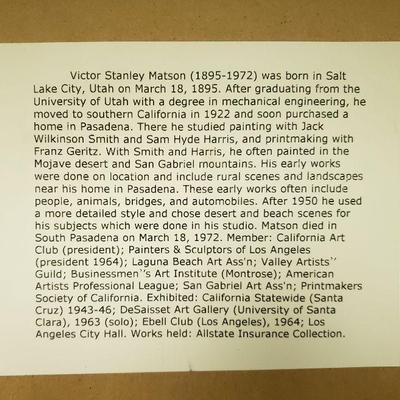 Victor Stanley Matson (1895-1972) was born in Salt
Lake City, Utah on March 18, 1895. After graduating from the
University of Utah with a degree in mechanical engineering, he
moved to southern California in 1922 and soon purchased a
home in Pasadena. There he studied painting with Jack
Wilkinson Smith and Sam Hyde Harris, and printmaking with
Franz Geritz. With Smith and Harris, he often painted in the
Mojave desert and San Gabriel mountains. His early works
were done on location and include rural scenes and landscapes
near his home in Pasadena. These early works often include
people, animals, bridges, and automobiles. After 1950 he used
a more detailed style and chose desert and beach scenes for
his subjects which were done in his studio. Matson died in
South Pasadena on March 18, 1972. Member: California Art
Club (president); Painters & Sculptors of Los Angeles
(president 1964); Laguna Beach Art Ass'n; Valley Artists''
Guild; Businessmen''s Art Institute (Montrose); American
Artists Professional League; San Gabriel Art Ass'n; Printmakers
Society of California. Exhibited: California Statewide (Santa
Cruz) 1943-46; DeSaisset Art Gallery (University of Santa
Clara), 1963 (solo); Ebell Club (Los Angeles), 1964; Los
Angeles City Hall. Works held: Allstate Insurance Collection.